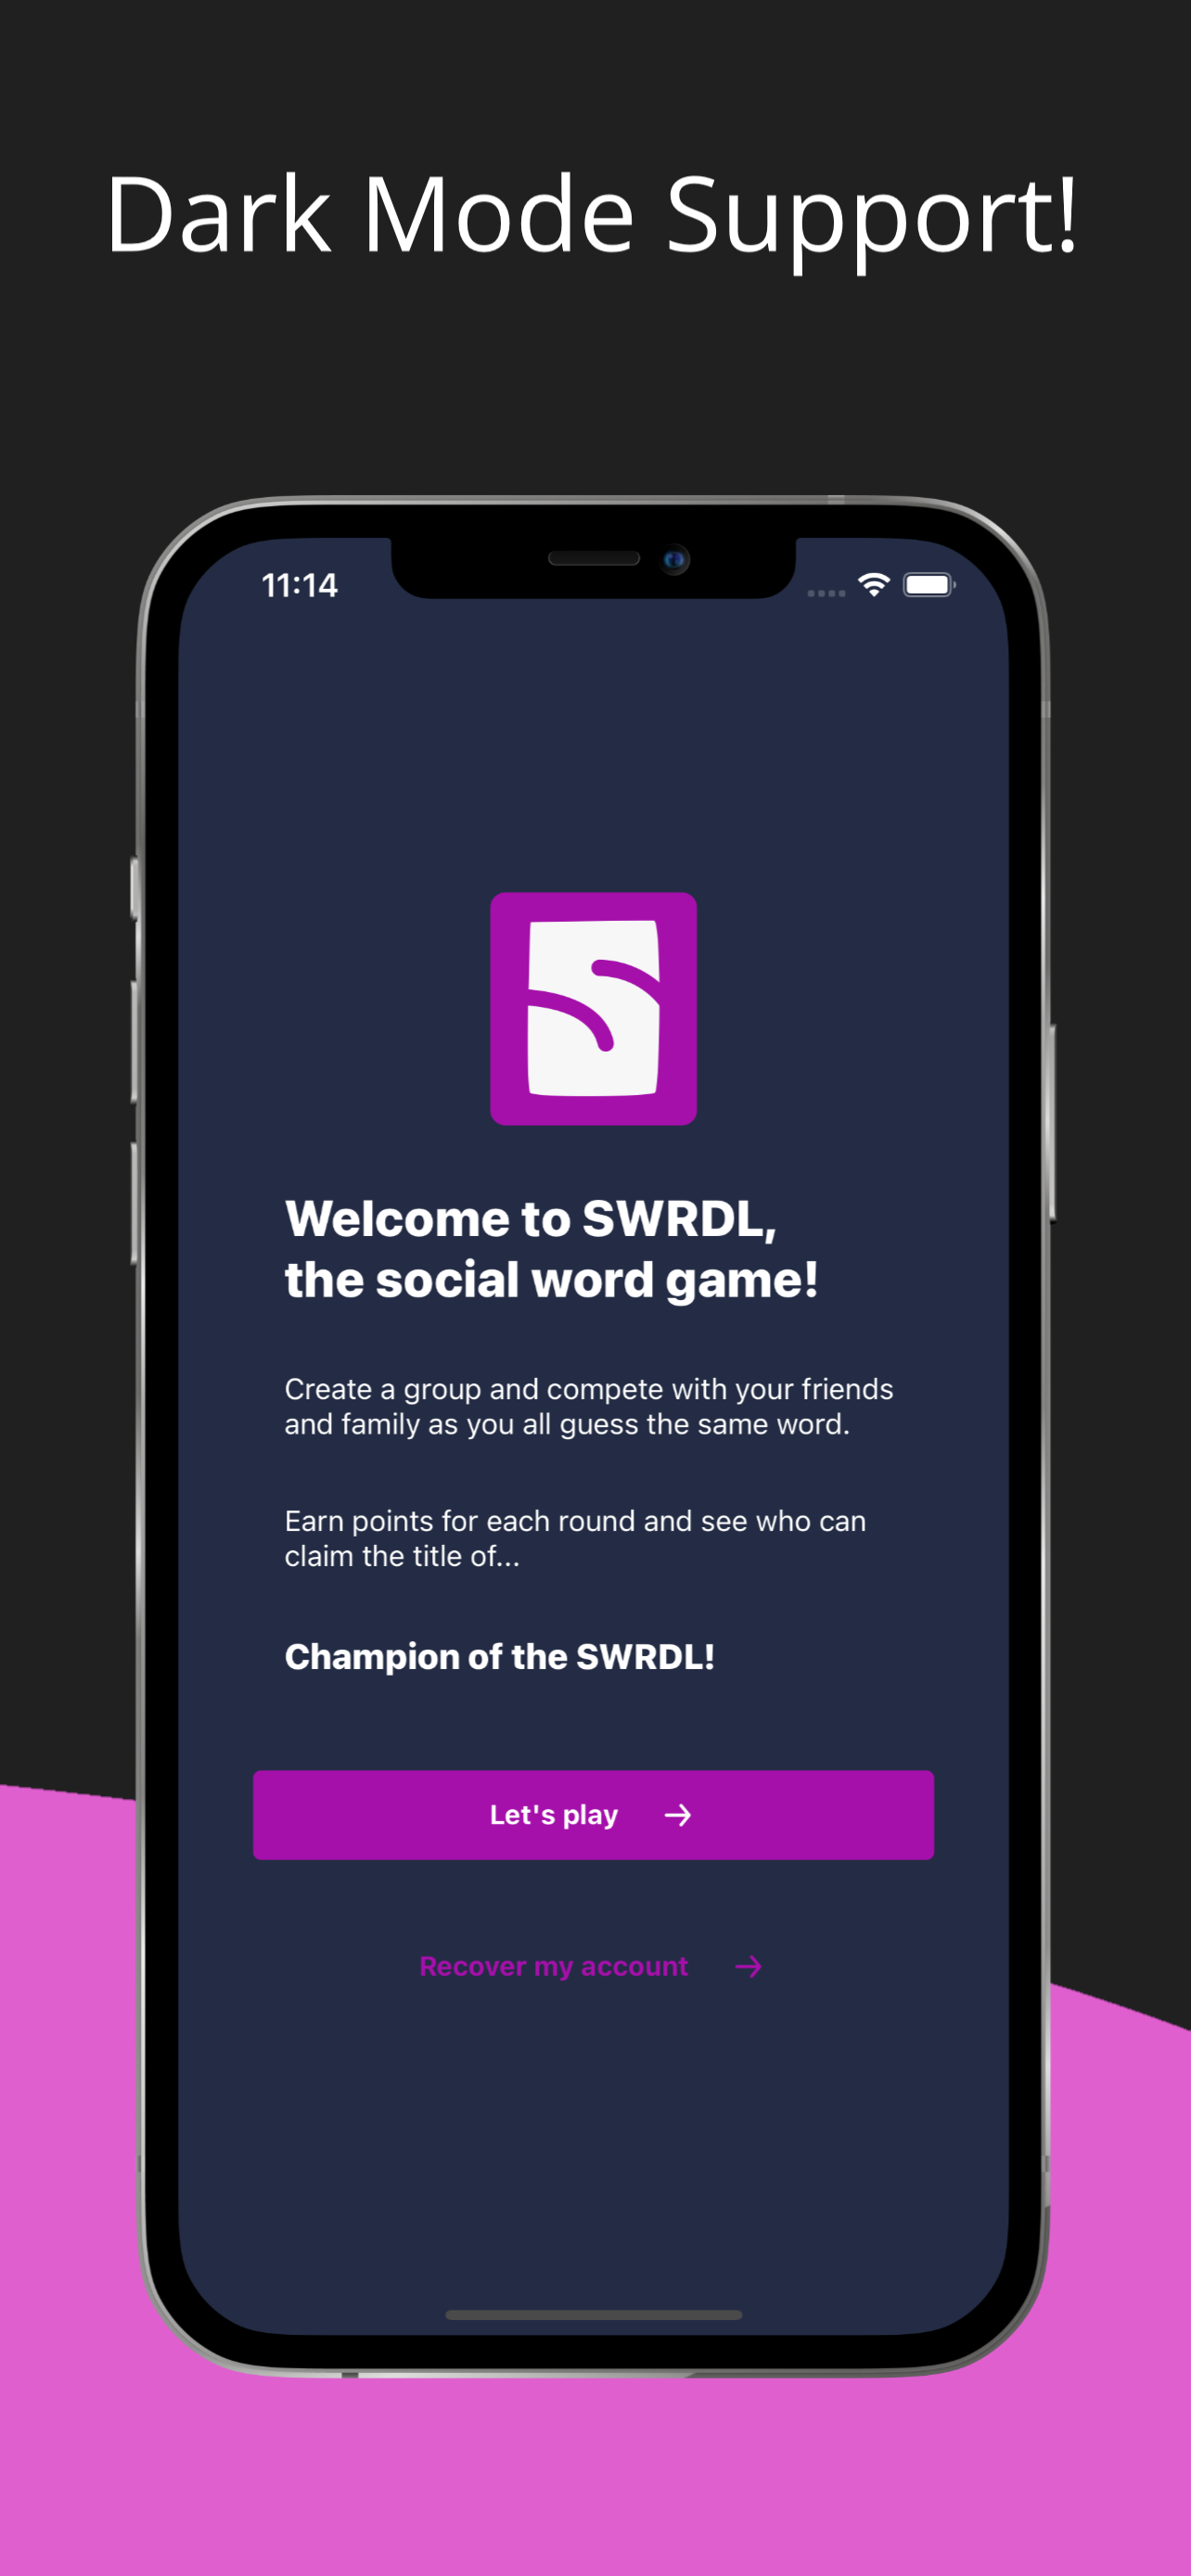 Dark Mode Support!
11:14
Welcome to SWRDL,
the social word game!
Create a group and compete with your friends
and family as you all guess the same word.
Earn points for each round and see who can
claim the title of...
Champion of the SWRDL!
Let's play
Recover my account